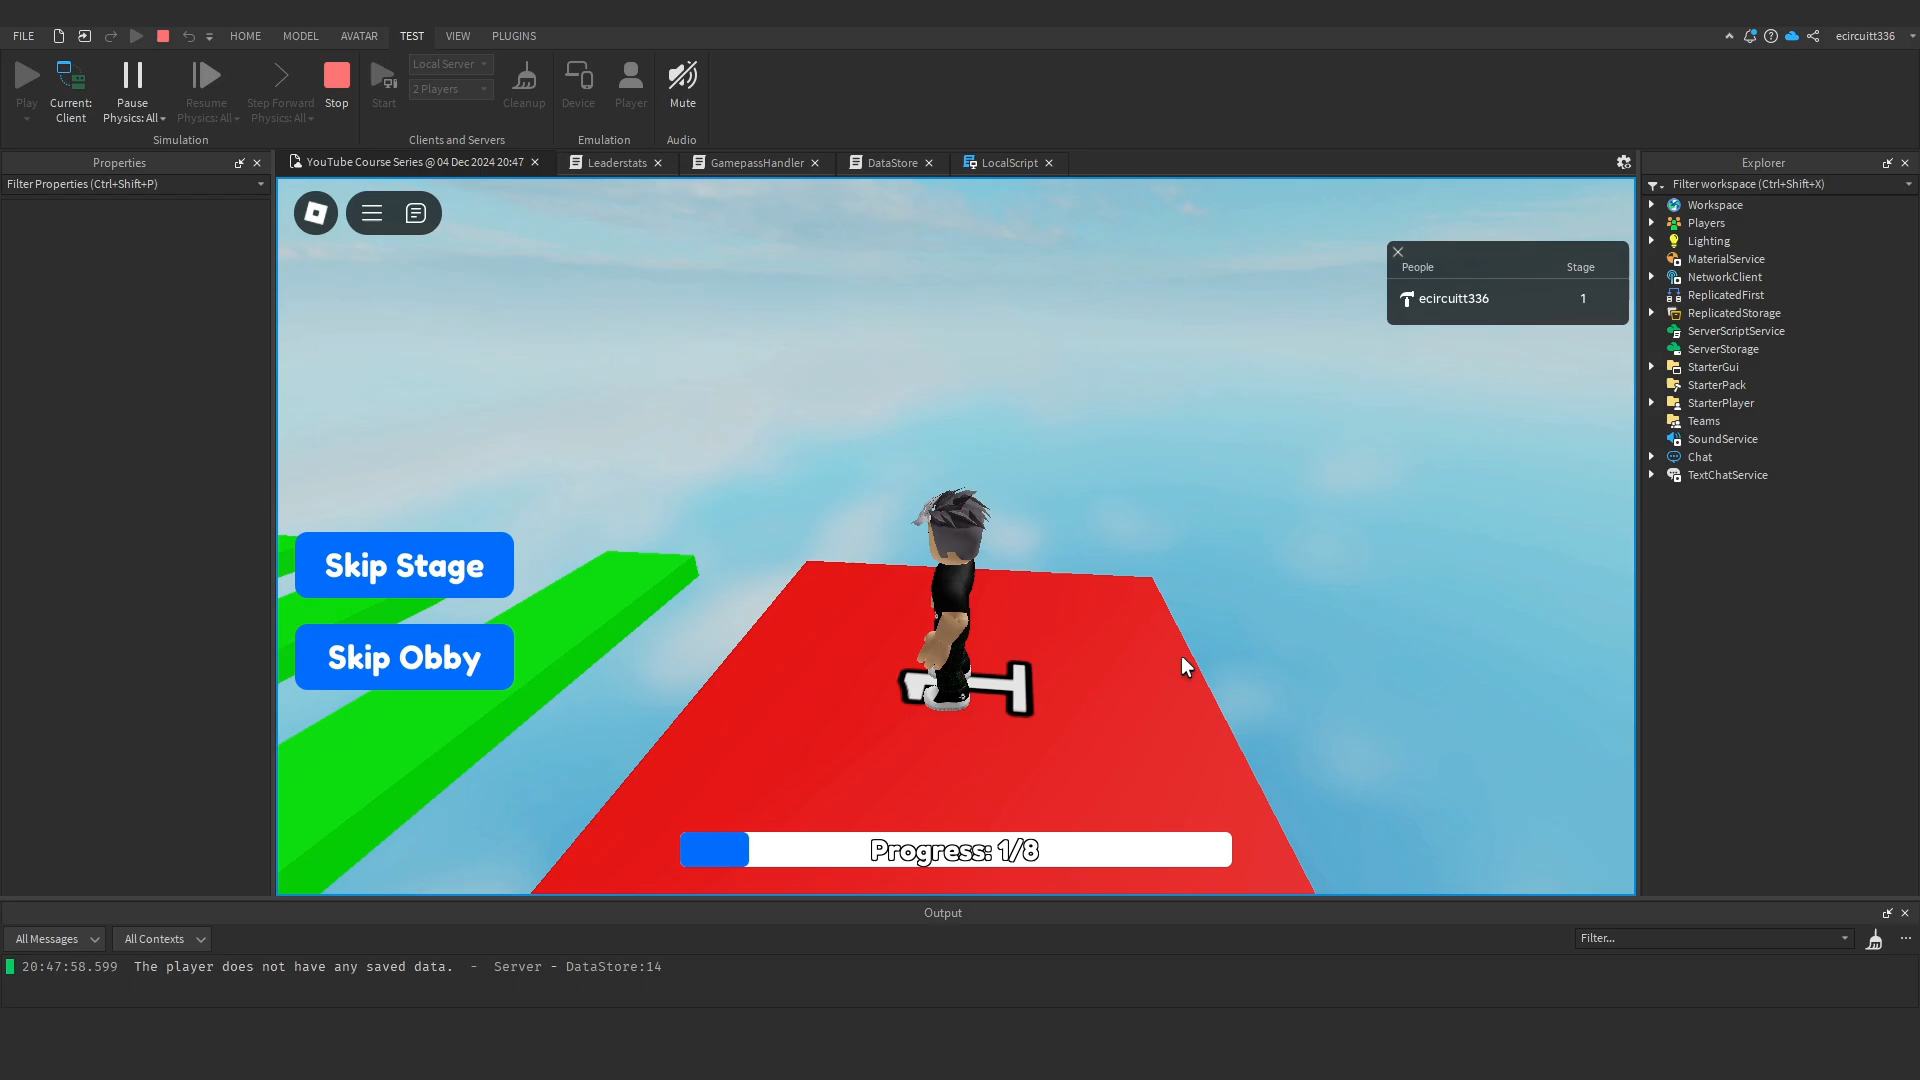 FILE HOME MODEL AVATAR TEST VIEW PLUGINS ecircuitt336
Play Current: Client Pause Physics: All Resume Physics: All Step Forward Physics: All Stop Start Local Server 2 Players Cleanup Device Player Mute
Simulation Clients and Servers Emulation Audio
Properties
Filter Properties (Ctrl+Shift+P)
YouTube Course Series @ 04 Dec 2024 20:47 Leaderstats GamepassHandler DataStore LocalScript
People Stage
ecircuitt336 1
Skip Stage
Skip Obby
Progress: 1/8
Explorer
Filter workspace (Ctrl+Shift+X)
Workspace
Players
Lighting
MaterialService
NetworkClient
ReplicatedFirst
ReplicatedStorage
ServerScriptService
ServerStorage
StarterGui
StarterPack
StarterPlayer
Teams
SoundService
Chat
TextChatService
Output
All Messages All Contexts Filter...
20:47:58.599 The player does not have any saved data. - Server - DataStore:14